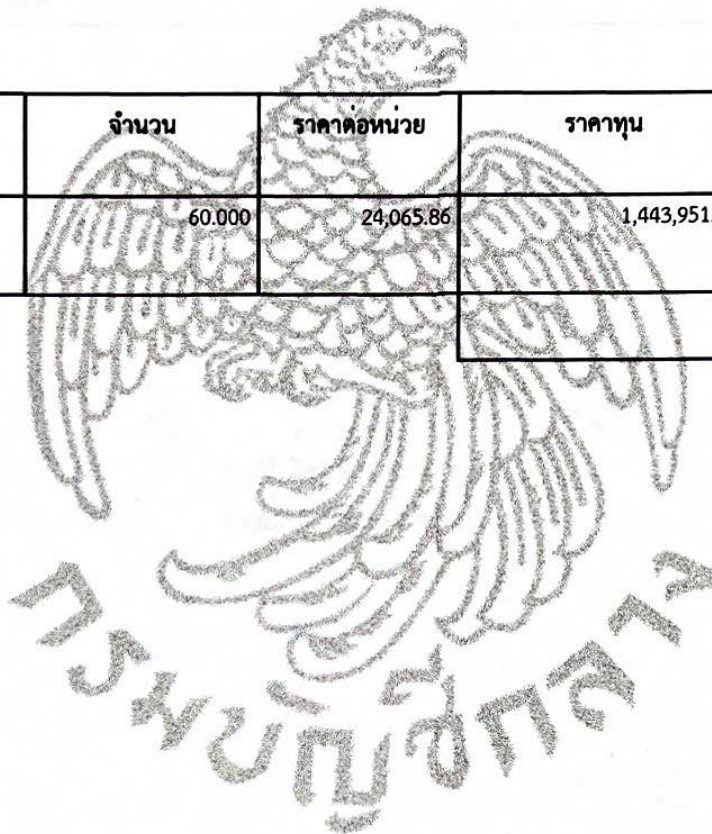 จำนวน ราคาต่อหน่วย ราคาทุน
60.000 24,065.86 1,443,951
กรมบัญชีกลาง